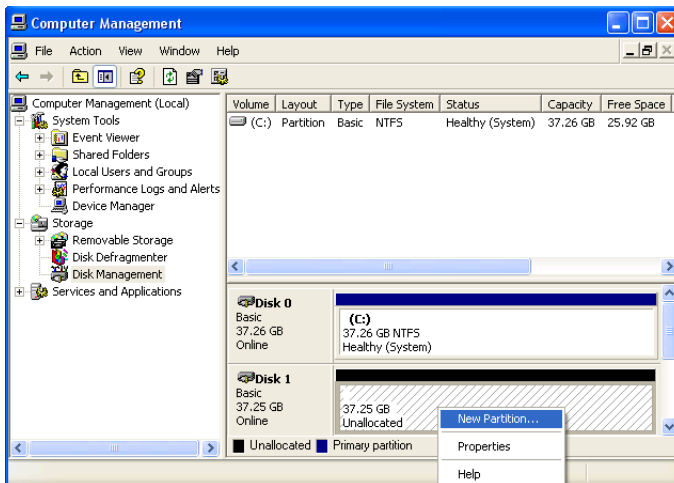 Computer Management
File Action View Window Help
Computer Management (Local)
System Tools
Event Viewer
Shared Folders
Local Users and Groups
Performance Logs and Alerts
Device Manager
Storage
Removable Storage
Disk Defragmenter
Disk Management
Services and Applications
Volume Layout Type File System Status Capacity Free Space
(C:) Partition Basic NTFS Healthy (System) 37.26 GB 25.92 GB
Disk 0
Basic
37.26 GB
Online
(C:)
37.26 GB NTFS
Healthy (System)
Disk 1
Basic
37.25 GB
Online
37.25 GB
Unallocated
New Partition...
Properties
Help
Unallocated Primary partition